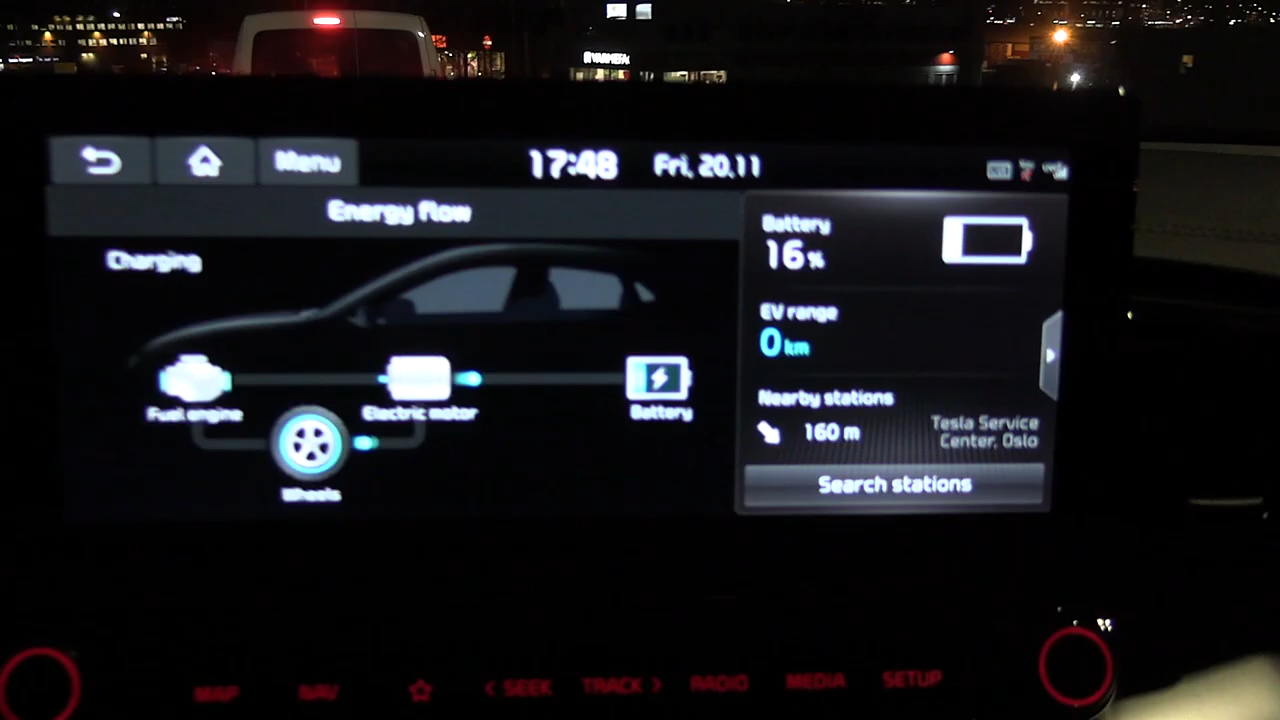 Menu
17:48
Fri, 20.11
Energy flow
Charging
Fuel engine
Electric motor
Battery
Wheels
Battery
16%
EV range
0 km
Nearby stations
160 m
Tesla Service
Center, Oslo
Search stations
MAP
NAV
SEEK
TRACK
RADIO
MEDIA
SETUP